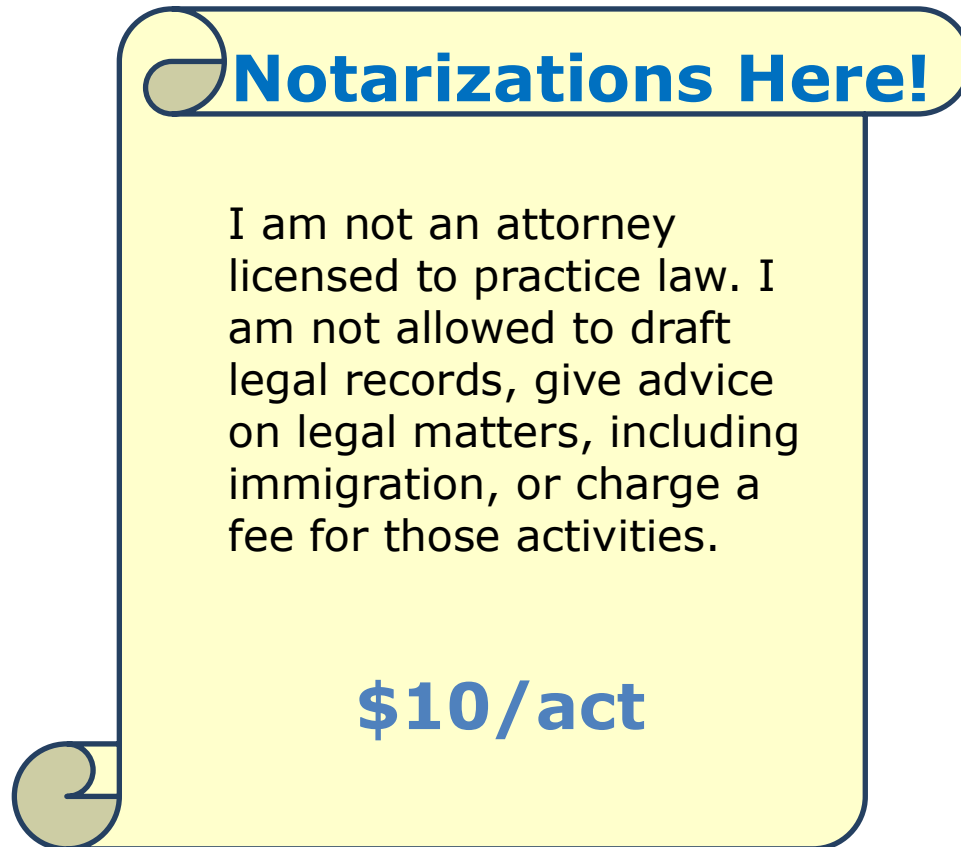 Notarizations Here!
I am not an attorney
licensed to practice law. I
am not allowed to draft
legal records, give advice
on legal matters, including
immigration, or charge a
fee for those activities.
$10/act